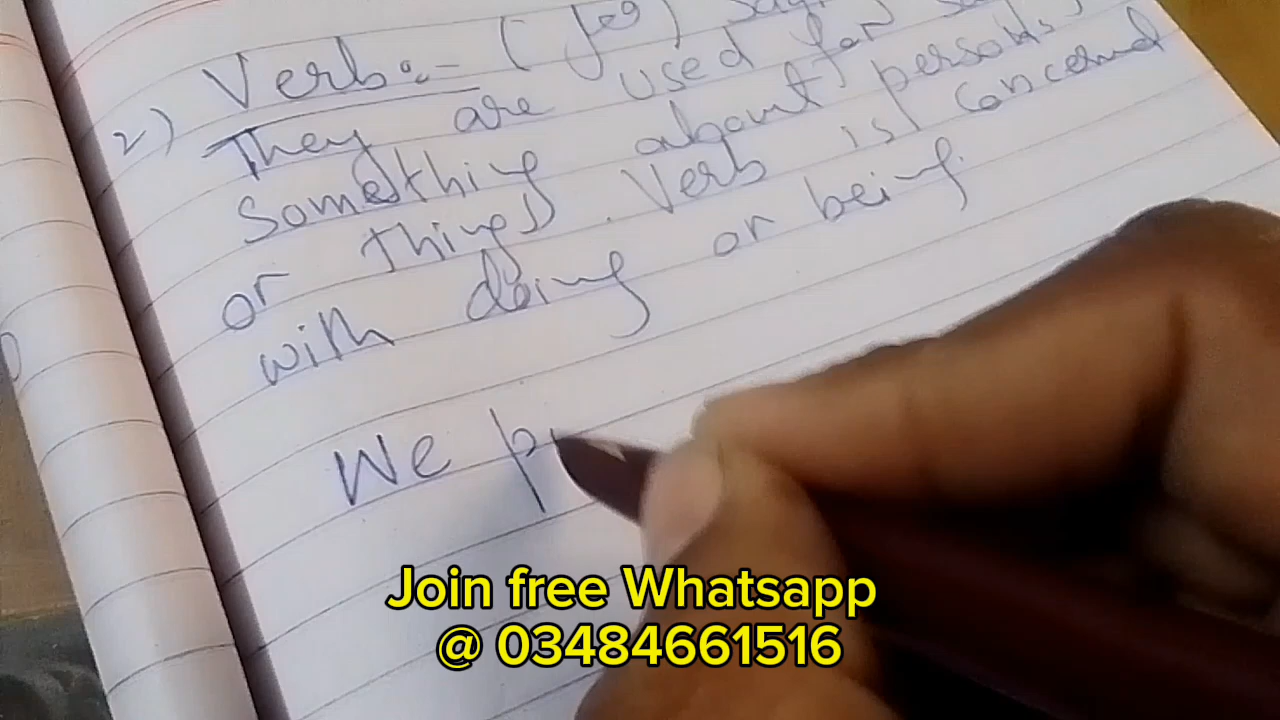 2) Verb:- (
They are used for
Something about persons
or things. Verb is concerned
with doing or being.
We p
Join free Whatsapp
@ 03484661516